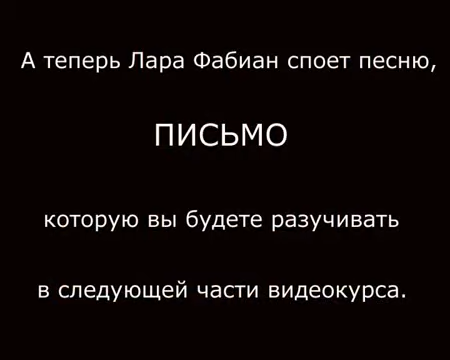 А теперь Лара Фабиан споет песню,
ПИСЬМО
которую вы будете разучивать
в следующей части видеокурса.